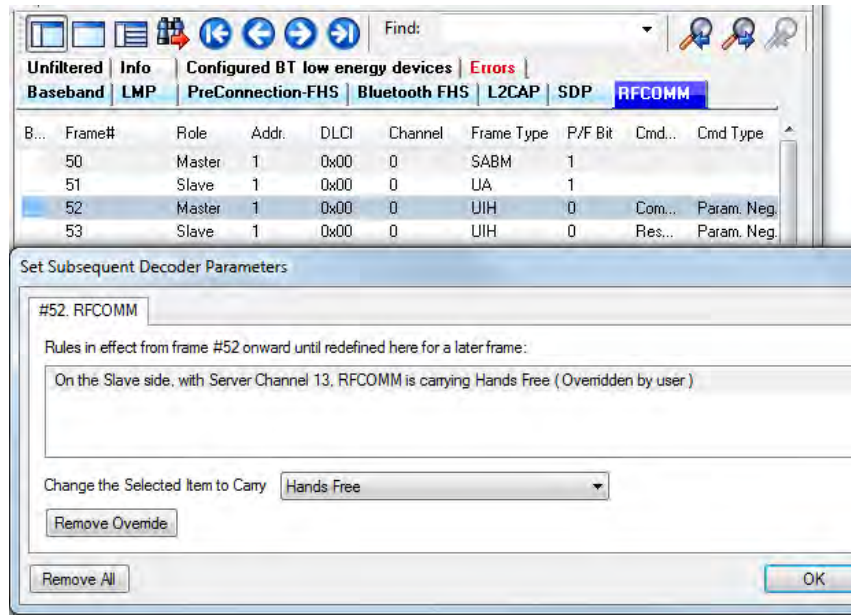 Find:
Unfiltered Info Configured BT low energy devices Errors
Baseband LMP PreConnection-FHS Bluetooth FHS L2CAP SDP RFCOMM
B... Frame# Role Addr. DLCI Channel Frame Type P/F Bit Cmd... Cmd Type
50 Master 1 0x00 0 SABM 1
51 Slave 1 0x00 0 UA 1
52 Master 1 0x00 0 UIH 0 Com... Param. Neg.
53 Slave 1 0x00 0 UIH 0 Res... Param. Neg.
Set Subsequent Decoder Parameters
#52. RFCOMM
Rules in effect from frame #52 onward until redefined here for a later frame:
On the Slave side, with Server Channel 13, RFCOMM is carrying Hands Free ( Overridden by user )
Change the Selected Item to Carry Hands Free
Remove Override
Remove All OK